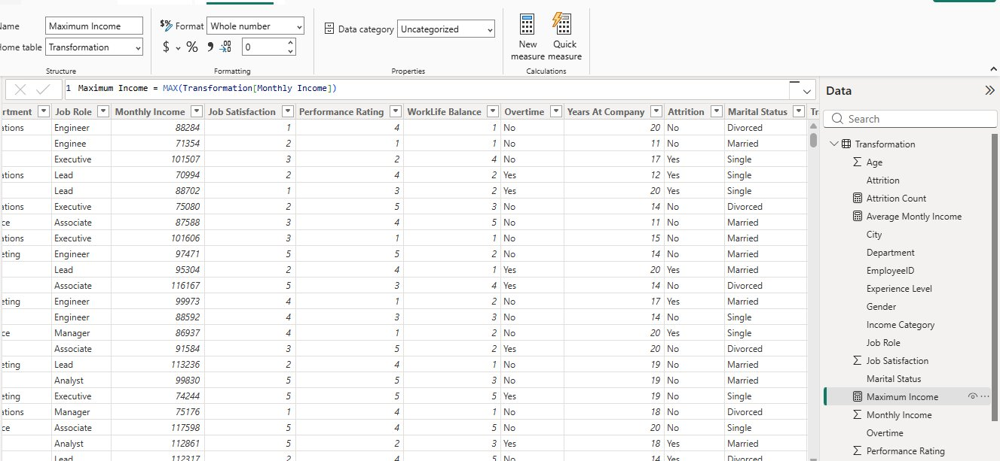 Name Maximum Income
$% Format Whole number
Data category Uncategorized
Home table Transformation
$ % 9 .00 0
New measure
Quick measure
Structure
Formatting
Properties
Calculations
1 Maximum Income = MAX(Transformation[Monthly Income])
rtment Job Role Monthly Income Job Satisfaction Performance Rating WorkLife Balance Overtime Years At Company Attrition Marital Status Tr
ations Engineer 88284 1 4 1 No 20 No Divorced
Enginee 71354 2 1 1 No 11 No Married
Executive 101507 3 2 4 No 17 Yes Single
ations Lead 70994 2 4 2 Yes 12 Yes Single
Lead 88702 1 3 2 Yes 20 Yes Single
ations Executive 75080 2 5 3 No 14 No Divorced
ce Associate 87588 3 4 5 No 11 No Married
ations Executive 101606 3 1 1 No 15 No Married
eting Engineer 97471 5 5 2 No 14 No Married
Lead 95304 2 4 1 Yes 20 Yes Married
Associate 116167 5 3 4 Yes 14 No Divorced
eting Engineer 99973 4 1 2 No 17 Yes Married
Engineer 88592 4 3 3 No 14 No Single
ce Manager 86937 4 1 2 No 20 Yes Single
Associate 91584 3 5 2 Yes 20 No Divorced
eting Lead 113236 2 4 1 No 19 No Married
Analyst 99830 5 5 3 No 19 No Married
eting Executive 74244 5 5 5 Yes 19 No Single
ations Manager 75176 1 4 1 No 18 No Divorced
ce Associate 117598 5 4 5 No 20 No Single
Analyst 112861 5 2 3 Yes 18 Yes Married
Lead 112317 2 4 5 No 14 Yes Divorced
Data
Search
Transformation
Age
Attrition
Attrition Count
Average Montly Income
City
Department
EmployeeID
Experience Level
Gender
Income Category
Job Role
Job Satisfaction
Marital Status
Maximum Income
Monthly Income
Overtime
Performance Rating